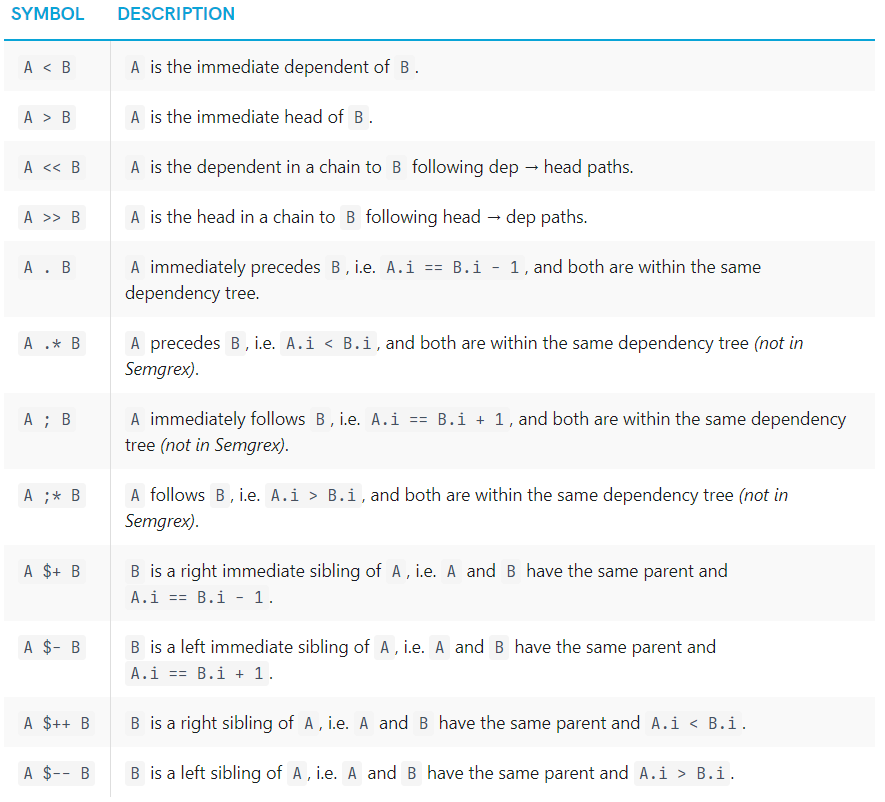 SYMBOL DESCRIPTION
A < B A is the immediate dependent of B.
A > B A is the immediate head of B.
A << B A is the dependent in a chain to B following dep → head paths.
A >> B A is the head in a chain to B following head → dep paths.
A . B A immediately precedes B, i.e. A.i == B.i - 1, and both are within the same
dependency tree.
A .* B A precedes B, i.e. A.i < B.i, and both are within the same dependency tree (not in
Semgrex).
A ; B A immediately follows B, i.e. A.i == B.i + 1, and both are within the same dependency
tree (not in Semgrex).
A ;* B A follows B, i.e. A.i > B.i, and both are within the same dependency tree (not in
Semgrex).
A $+ B B is a right immediate sibling of A, i.e. A and B have the same parent and
A.i == B.i - 1.
A $- B B is a left immediate sibling of A, i.e. A and B have the same parent and
A.i == B.i + 1.
A $++ B B is a right sibling of A, i.e. A and B have the same parent and A.i < B.i.
A $-- B B is a left sibling of A, i.e. A and B have the same parent and A.i > B.i.